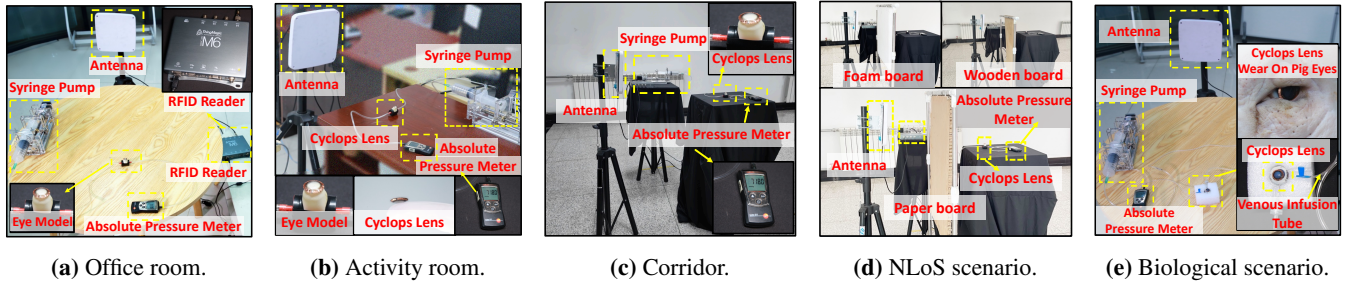 Antenna
ThingMagic
M6
Syringe Pump
RFID Reader
RFID Reader
Eye Model
Absolute Pressure Meter
(a) Office room.
Syringe Pump
Antenna
Cyclops Lens
Absolute
Pressure Meter
Eye Model
Cyclops Lens
(b) Activity room.
Syringe Pump
Cyclops Lens
Antenna
Absolute Pressure Meter
(c) Corridor.
Foam board
Wooden board
Absolute Pressure
Meter
Antenna
Cyclops Lens
Paper board
(d) NLoS scenario.
Antenna
Cyclops Lens
Wear On Pig Eyes
Syringe Pump
Cyclops Lens
Absolute
Pressure Meter
Venous Infusion
Tube
(e) Biological scenario.